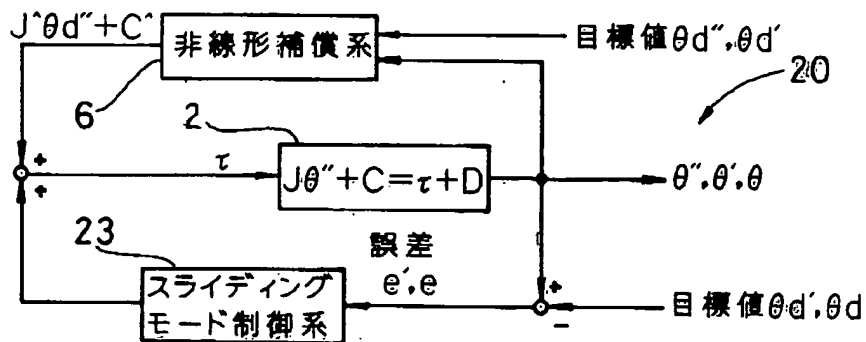 J^θd″+C^
非線形補償系
目標値θd″,θd′
6
20
2
+
+
τ
Jθ″+C=τ+D
θ″,θ′,θ
23
誤差
e′,e
スライディング
モード制御系
+
−
目標値θd′,θd